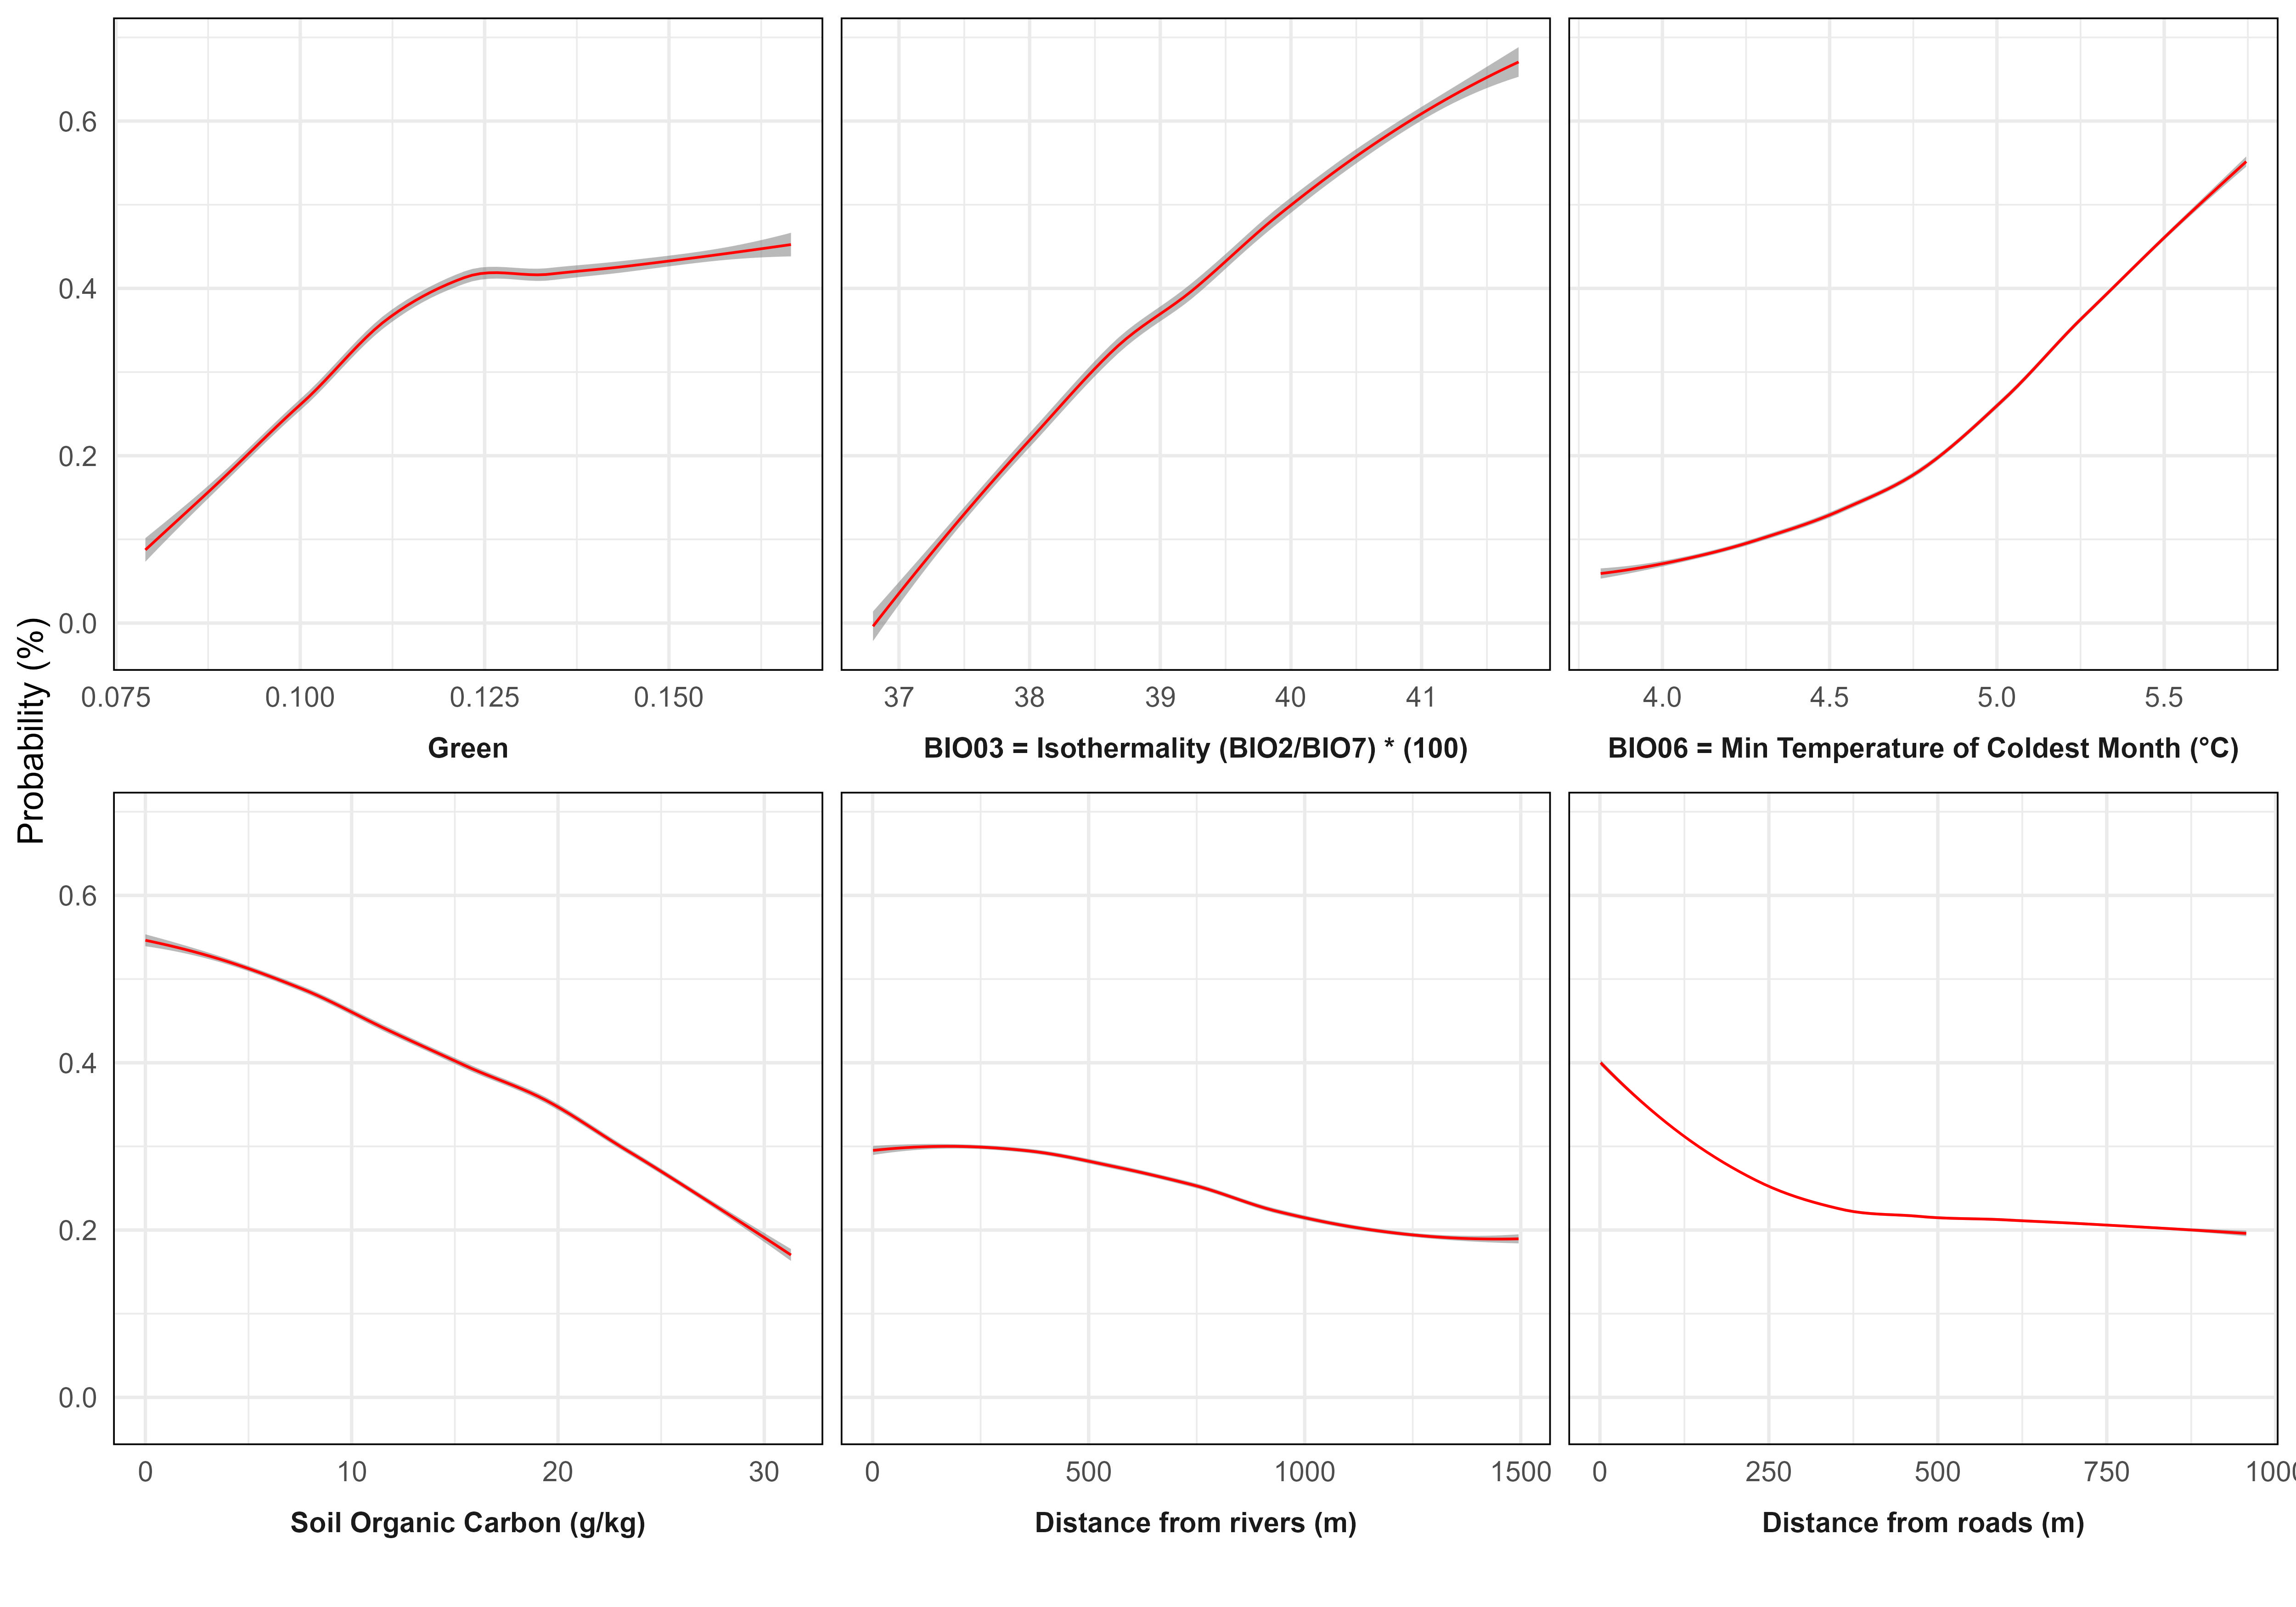 Probability (%)
0.6
0.4
0.2
0.0
0.075 0.100 0.125 0.150
Green
37 38 39 40 41
BIO03 = Isothermality (BIO2/BIO7) * (100)
4.0 4.5 5.0 5.5
BIO06 = Min Temperature of Coldest Month (°C)
0.6
0.4
0.2
0.0
0 10 20 30
Soil Organic Carbon (g/kg)
0 500 1000 1500
Distance from rivers (m)
0 250 500 750
Distance from roads (m)